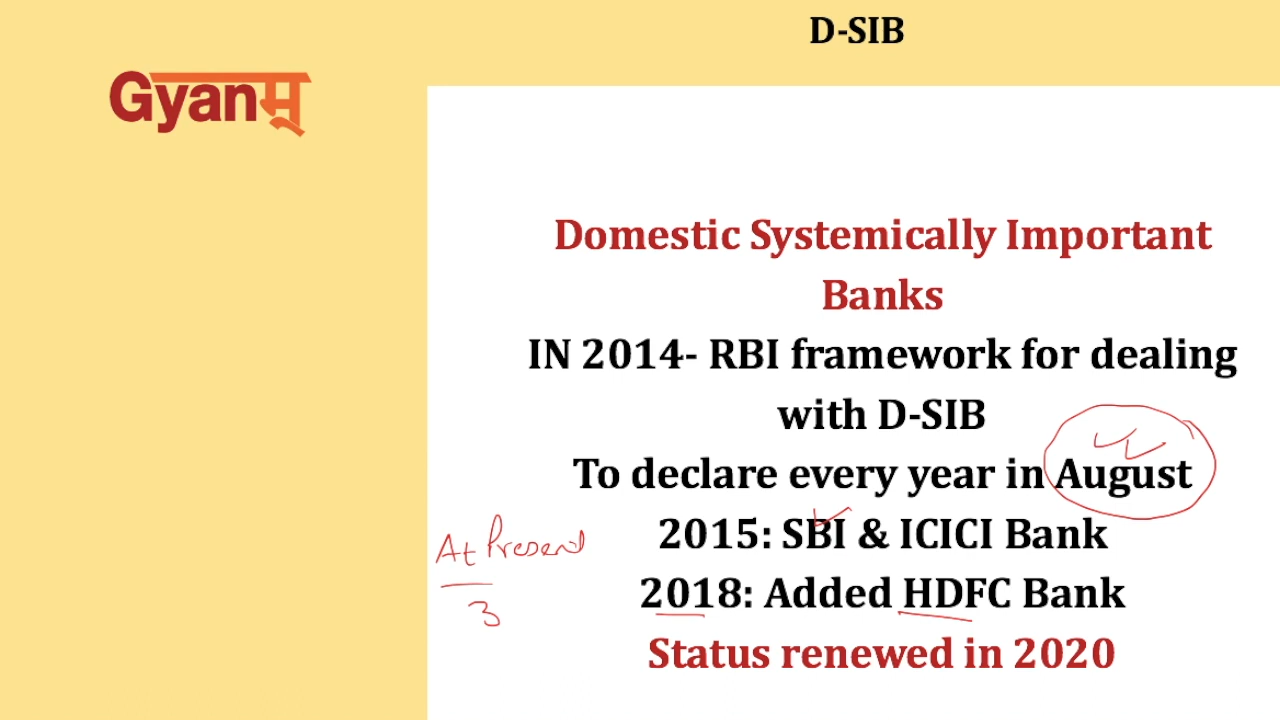 D-SIB
Gyanम्
Domestic Systemically Important
Banks
IN 2014- RBI framework for dealing
with D-SIB
To declare every year in August
2015: SBI & ICICI Bank
2018: Added HDFC Bank
Status renewed in 2020
At Present
3